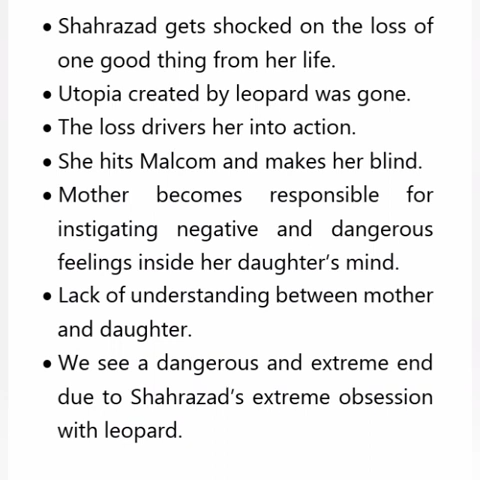 • Shahrazad gets shocked on the loss of
one good thing from her life.
• Utopia created by leopard was gone.
• The loss drivers her into action.
• She hits Malcom and makes her blind.
• Mother becomes responsible for
instigating negative and dangerous
feelings inside her daughter's mind.
• Lack of understanding between mother
and daughter.
• We see a dangerous and extreme end
due to Shahrazad's extreme obsession
with leopard.